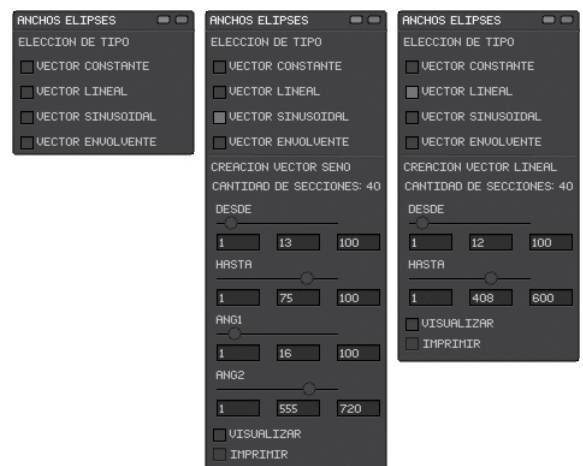 ANCHOS ELIPSES
ELECCION DE TIPO
VECTOR CONSTANTE
VECTOR LINEAL
VECTOR SINUSOIDAL
VECTOR ENVOLVENTE
ANCHOS ELIPSES
ELECCION DE TIPO
VECTOR CONSTANTE
VECTOR LINEAL
VECTOR SINUSOIDAL
VECTOR ENVOLVENTE
CREACION VECTOR SENO
CANTIDAD DE SECCIONES: 40
DESDE
1 13 100
HASTA
1 75 100
ANG1
1 16 100
ANG2
1 555 720
VISUALIZAR
IMPRIMIR
ANCHOS ELIPSES
ELECCION DE TIPO
VECTOR CONSTANTE
VECTOR LINEAL
VECTOR SINUSOIDAL
VECTOR ENVOLVENTE
CREACION VECTOR LINEAL
CANTIDAD DE SECCIONES: 40
DESDE
1 12 100
HASTA
1 408 600
VISUALIZAR
IMPRIMIR